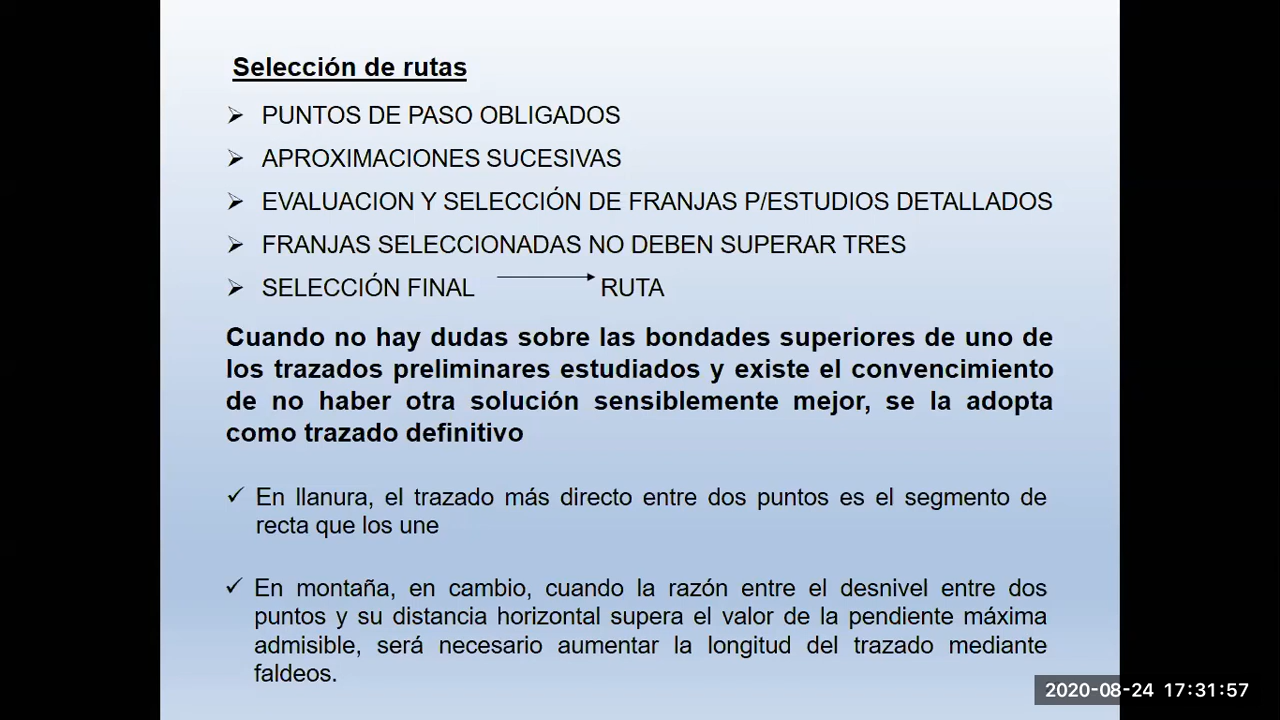 Selección de rutas
➢ PUNTOS DE PASO OBLIGADOS
➢ APROXIMACIONES SUCESIVAS
➢ EVALUACION Y SELECCIÓN DE FRANJAS P/ESTUDIOS DETALLADOS
➢ FRANJAS SELECCIONADAS NO DEBEN SUPERAR TRES
➢ SELECCIÓN FINAL → RUTA
Cuando no hay dudas sobre las bondades superiores de uno de
los trazados preliminares estudiados y existe el convencimiento
de no haber otra solución sensiblemente mejor, se la adopta
como trazado definitivo
✓ En llanura, el trazado más directo entre dos puntos es el segmento de
recta que los une
✓ En montaña, en cambio, cuando la razón entre el desnivel entre dos
puntos y su distancia horizontal supera el valor de la pendiente máxima
admisible, será necesario aumentar la longitud del trazado mediante
faldeos.
2020-08-24 17:31:57